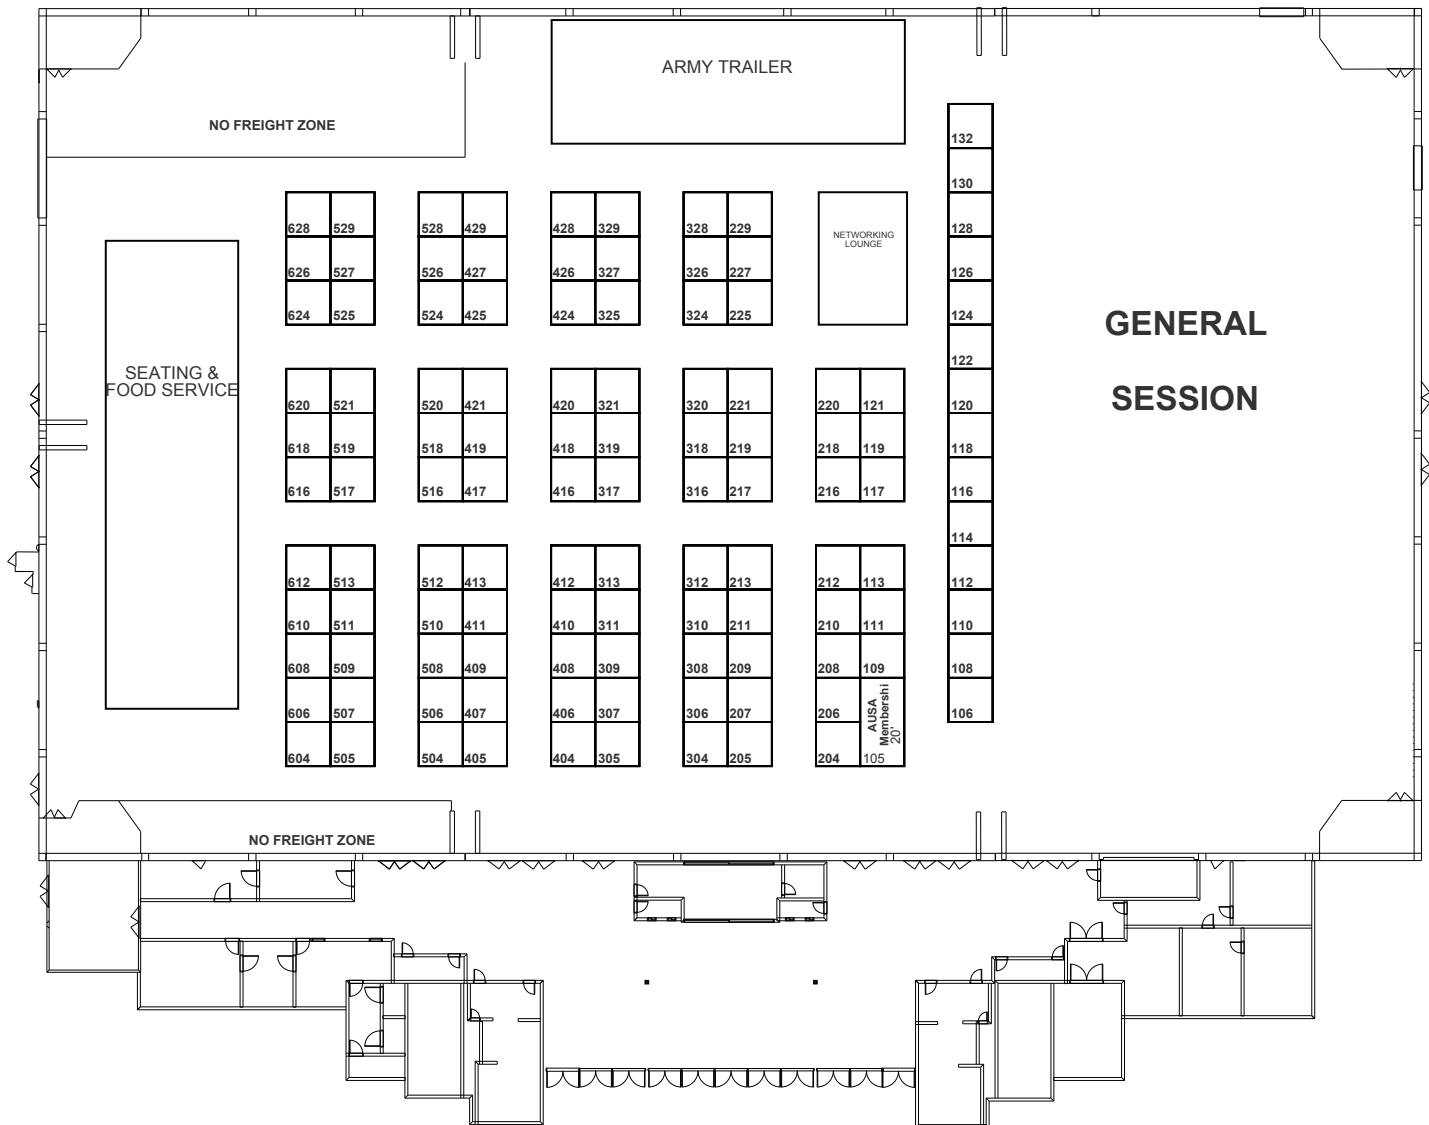 ARMY TRAILER
NO FREIGHT ZONE
132
130
628 529 528 429 428 329 328 229 128
NETWORKING
LOUNGE
626 527 526 427 426 327 326 227 126
624 525 524 425 424 325 324 225 124
GENERAL
122
SEATING &
FOOD SERVICE
SESSION
620 521 520 421 420 321 320 221 220 121 120
618 519 518 419 418 319 318 219 218 119 118
616 517 516 417 416 317 316 217 216 117 116
114
612 513 512 413 412 313 312 213 212 113 112
610 511 510 411 410 311 310 211 210 111 110
608 509 508 409 408 309 308 209 208 109 108
606 507 506 407 406 307 306 207 206 106
AUSA
Membershi
20'
604 505 504 405 404 305 304 205 204 105
NO FREIGHT ZONE